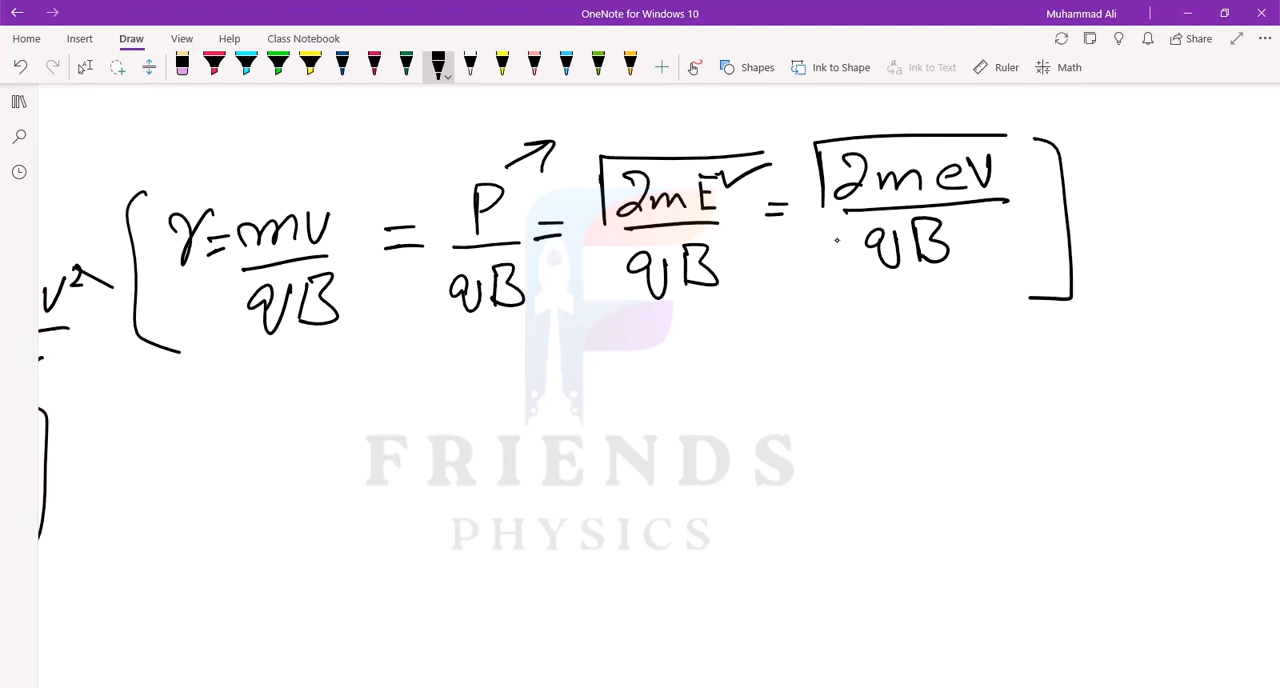 OneNote for Windows 10
Muhammad Ali
Home Insert Draw View Help Class Notebook
Share
Shapes Ink to Shape Ink to Text Ruler Math
r = mv/qB = P/qB = √2mE/qB = √2meV/qB ]
v²
FRIENDS
PHYSICS